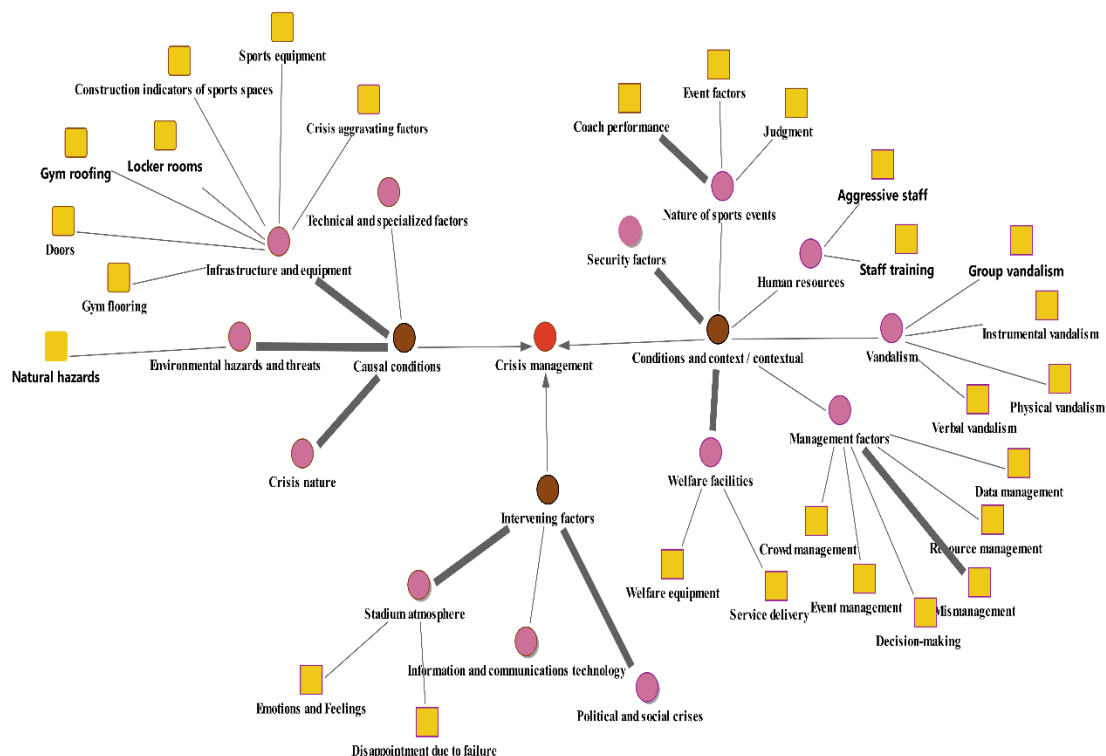 Sports equipment
Construction indicators of sports spaces
Crisis aggravating factors
Gym roofing
Locker rooms
Technical and specialized factors
Doors
Infrastructure and equipment
Gym flooring
Natural hazards
Environmental hazards and threats
Causal conditions
Crisis management
Crisis nature
Event factors
Coach performance
Judgment
Aggressive staff
Nature of sports events
Security factors
Staff training
Human resources
Group vandalism
Instrumental vandalism
Conditions and context / contextual
Vandalism
Physical vandalism
Verbal vandalism
Management factors
Welfare facilities
Data management
Crowd management
Resource management
Welfare equipment
Service delivery
Event management
Mismanagement
Decision-making
Intervening factors
Stadium atmosphere
Information and communications technology
Emotions and Feelings
Political and social crises
Disappointment due to failure